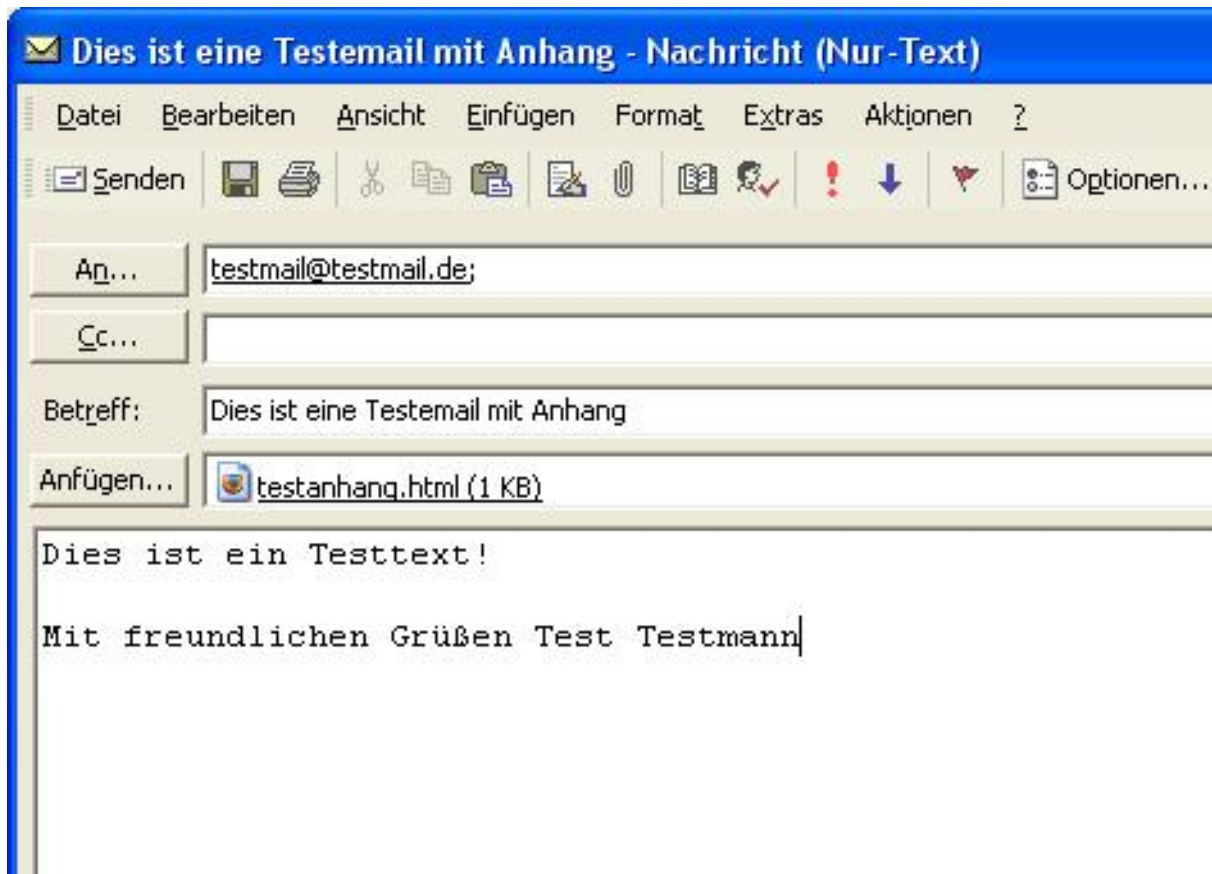 Dies ist eine Testemail mit Anhang - Nachricht (Nur-Text)
Datei Bearbeiten Ansicht Einfügen Format Extras Aktionen ?
Senden Optionen...
An... testmail@testmail.de;
Cc...
Betreff: Dies ist eine Testemail mit Anhang
Anfügen... testanhang.html (1 KB)
Dies ist ein Testtext!
Mit freundlichen Grüßen Test Testmann